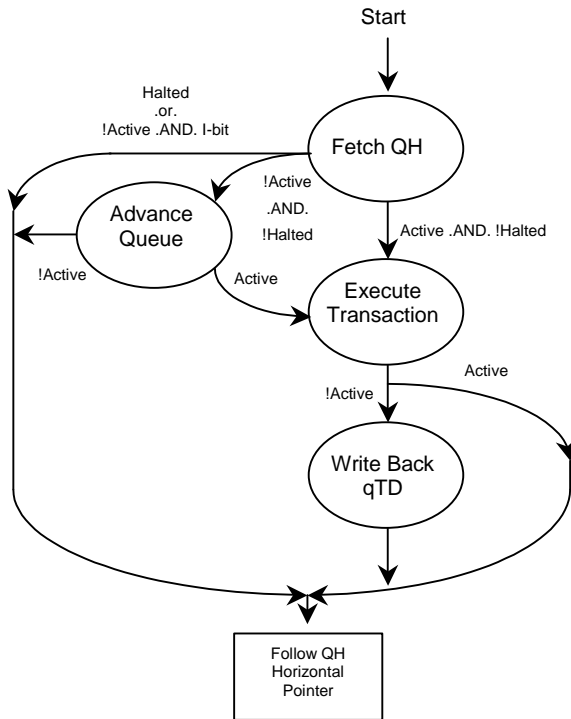 Start
Halted
.or.
!Active .AND. I-bit
Fetch QH
!Active
.AND.
!Halted
Advance
Queue
Active .AND. !Halted
!Active
Active
Execute
Transaction
Active
!Active
Write Back
qTD
Follow QH
Horizontal
Pointer